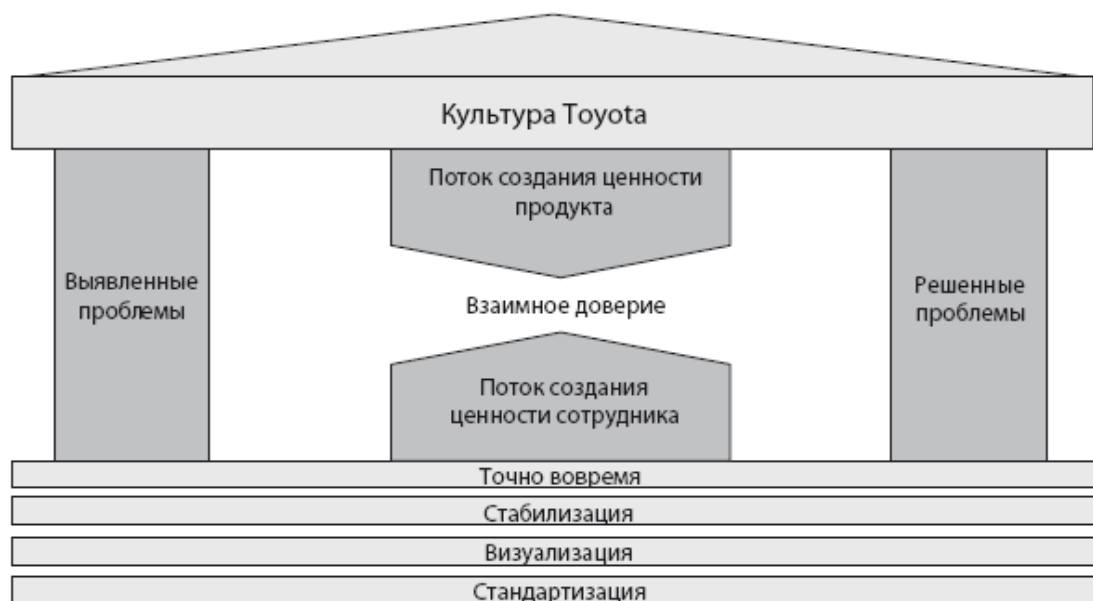 Культура Toyota
Поток создания ценности
продукта
Выявленные
проблемы
Взаимное доверие
Решенные
проблемы
Поток создания
ценности сотрудника
Точно вовремя
Стабилизация
Визуализация
Стандартизация